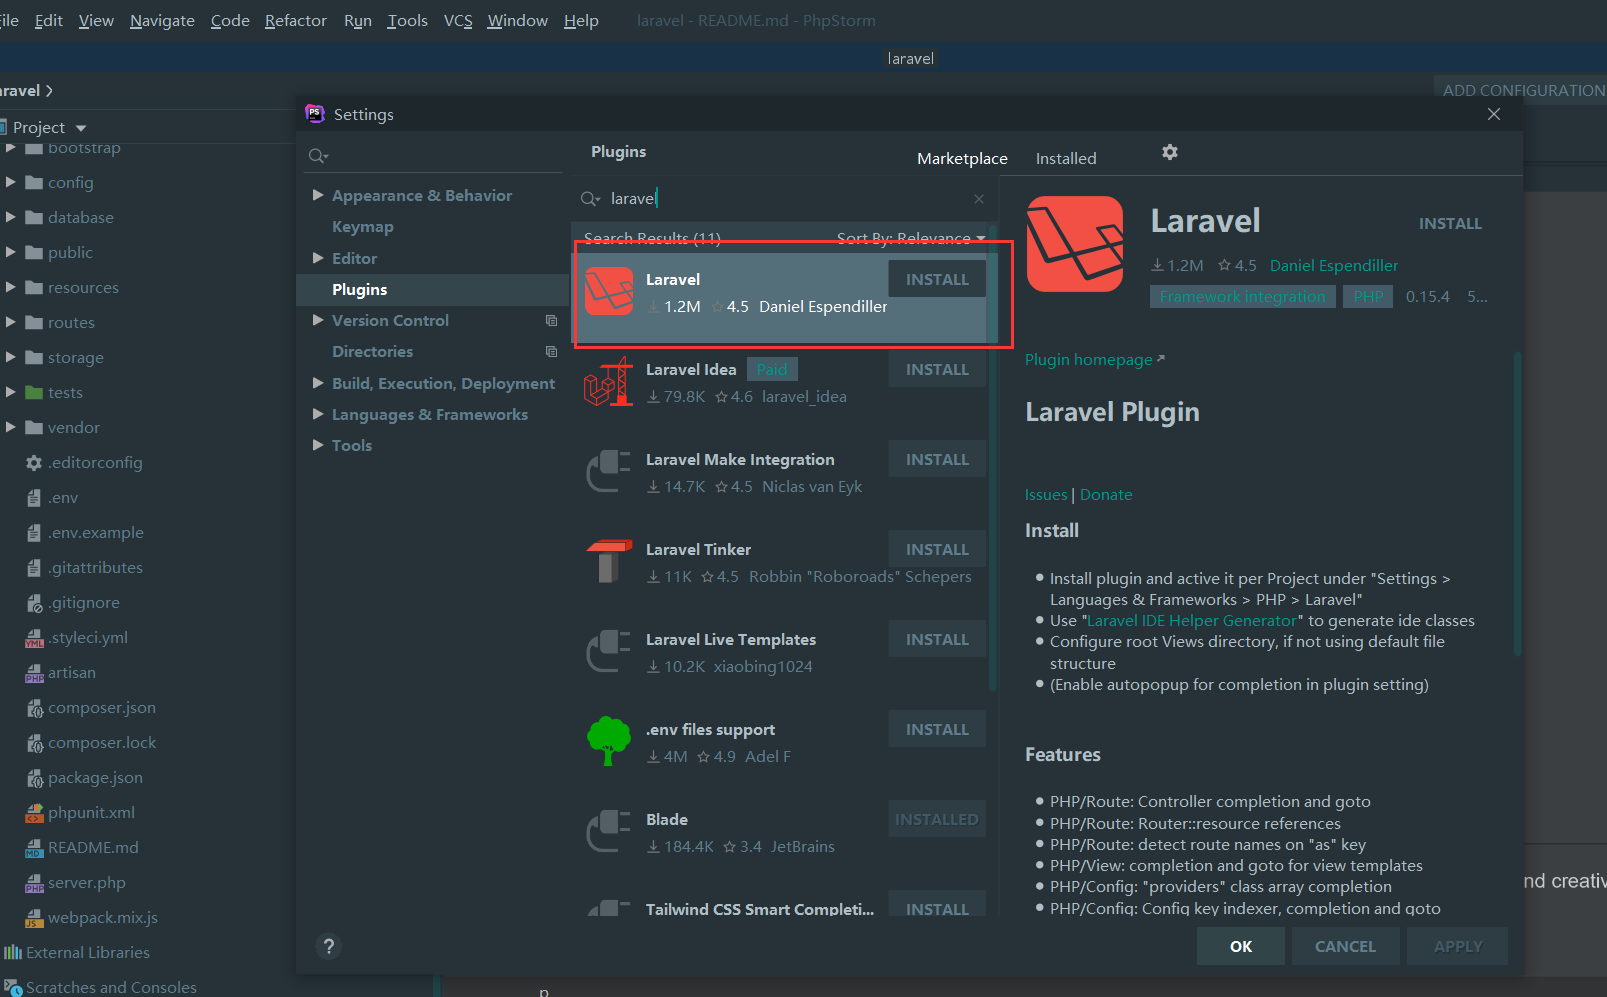 File Edit View Navigate Code Refactor Run Tools VCS Window Help laravel - README.md - PhpStorm
laravel
aravel
ADD CONFIGURATION
Project
bootstrap
config
database
public
resources
routes
storage
tests
vendor
.editorconfig
.env
.env.example
.gitattributes
.gitignore
.styleci.yml
artisan
composer.json
composer.lock
package.json
phpunit.xml
README.md
server.php
webpack.mix.js
External Libraries
Scratches and Consoles
PS Settings
Appearance & Behavior
Keymap
Editor
Plugins
Version Control
Directories
Build, Execution, Deployment
Languages & Frameworks
Tools
?
Plugins Marketplace Installed
laravel
Search Results (11) Sort By: Relevance
Laravel INSTALL
1.2M 4.5 Daniel Espendiller
Laravel Idea Paid INSTALL
79.8K 4.6 laravel_idea
Laravel Make Integration INSTALL
14.7K 4.5 Niclas van Eyk
Laravel Tinker INSTALL
11K 4.5 Robbin "Roboroads" Schepers
Laravel Live Templates INSTALL
10.2K xiaobing1024
.env files support INSTALL
4M 4.9 Adel F
Blade INSTALLED
184.4K 3.4 JetBrains
Tailwind CSS Smart Completi... INSTALL
Laravel INSTALL
1.2M 4.5 Daniel Espendiller
Framework integration PHP 0.15.4 5...
Plugin homepage
Laravel Plugin
Issues | Donate
Install
Install plugin and active it per Project under "Settings >
Languages & Frameworks > PHP > Laravel"
Use "Laravel IDE Helper Generator" to generate ide classes
Configure root Views directory, if not using default file
structure
(Enable autopopup for completion in plugin setting)
Features
PHP/Route: Controller completion and goto
PHP/Route: Router::resource references
PHP/Route: detect route names on "as" key
PHP/View: completion and goto for view templates
PHP/Config: "providers" class array completion
PHP/Config: Config key indexer, completion and goto
OK CANCEL APPLY
nd creativ
p